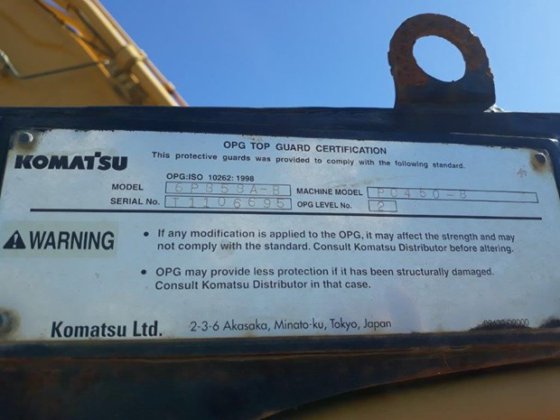 OPG TOP GUARD CERTIFICATION
KOMATSU
This protective guards was provided to comply with the following standard.
OPG:ISO 10262:1998
MODEL 6PB59A-B MACHINE MODEL PC450-8
SERIAL No. T1106695 OPG LEVEL No. 2
WARNING
• If any modification is applied to the OPG, it may affect the strength and may
not comply with the standard. Consult Komatsu Distributor before altering.
• OPG may provide less protection if it has been structurally damaged.
Consult Komatsu Distributor in that case.
Komatsu Ltd. 2-3-6 Akasaka, Minato-ku, Tokyo, Japan